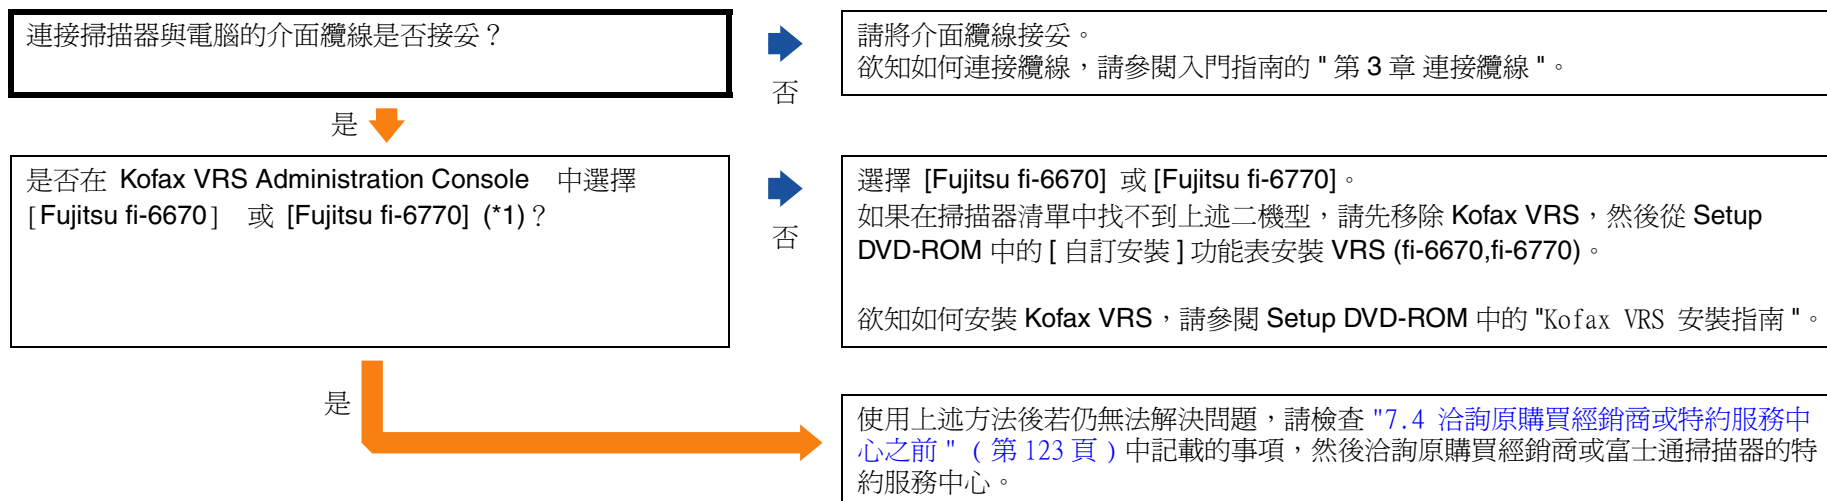 連接掃描器與電腦的介面纜線是否接妥？
否
請將介面纜線接妥。
欲知如何連接纜線，請參閱入門指南的 " 第 3 章 連接纜線 "。
是
是否在 Kofax VRS Administration Console 中選擇
[Fujitsu fi-6670] 或 [Fujitsu fi-6770] (*1)？
否
選擇 [Fujitsu fi-6670] 或 [Fujitsu fi-6770]。
如果在掃描器清單中找不到上述二機型，請先移除 Kofax VRS，然後從 Setup
DVD-ROM 中的 [ 自訂安裝 ] 功能表安裝 VRS (fi-6670,fi-6770)。
欲知如何安裝 Kofax VRS，請參閱 Setup DVD-ROM 中的 "Kofax VRS 安裝指南 "。
是
使用上述方法後若仍無法解決問題，請檢查 "7.4 洽詢原購買經銷商或特約服務中
心之前 " ( 第 123 頁 ) 中記載的事項，然後洽詢原購買經銷商或富士通掃描器的特
約服務中心。